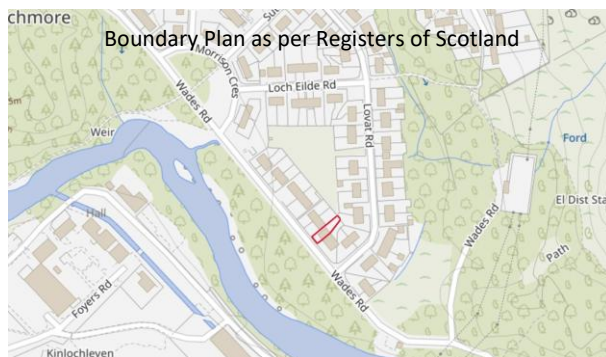 chmore
Boundary Plan as per Registers of Scotland
Morrison Cres
Loch Eilde Rd
Wades Rd
Lovat Rd
Weir
Ford
Hall
Wades Rd
El Dist Sta
Foyers Rd
Wades Rd
Path
Kinlochleven